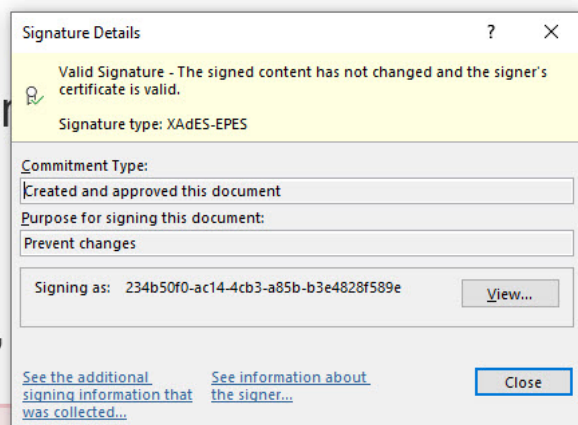 Signature Details
?
Valid Signature - The signed content has not changed and the signer's
certificate is valid.
Signature type: XAdES-EPES
Commitment Type:
Created and approved this document
Purpose for signing this document:
Prevent changes
Signing as: 234b50f0-ac14-4cb3-a85b-b3e4828f589e
View...
See the additional
signing information that
was collected...
See information about
the signer...
Close